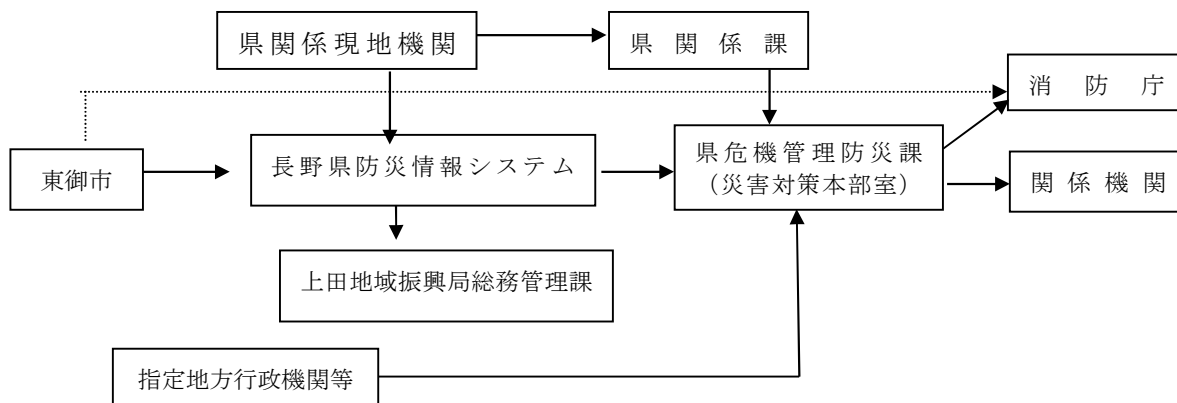 県関係現地機関
県関係課
消防庁
長野県防災情報システム
県危機管理防災課
（災害対策本部室）
東御市
関係機関
上田地域振興局総務管理課
指定地方行政機関等